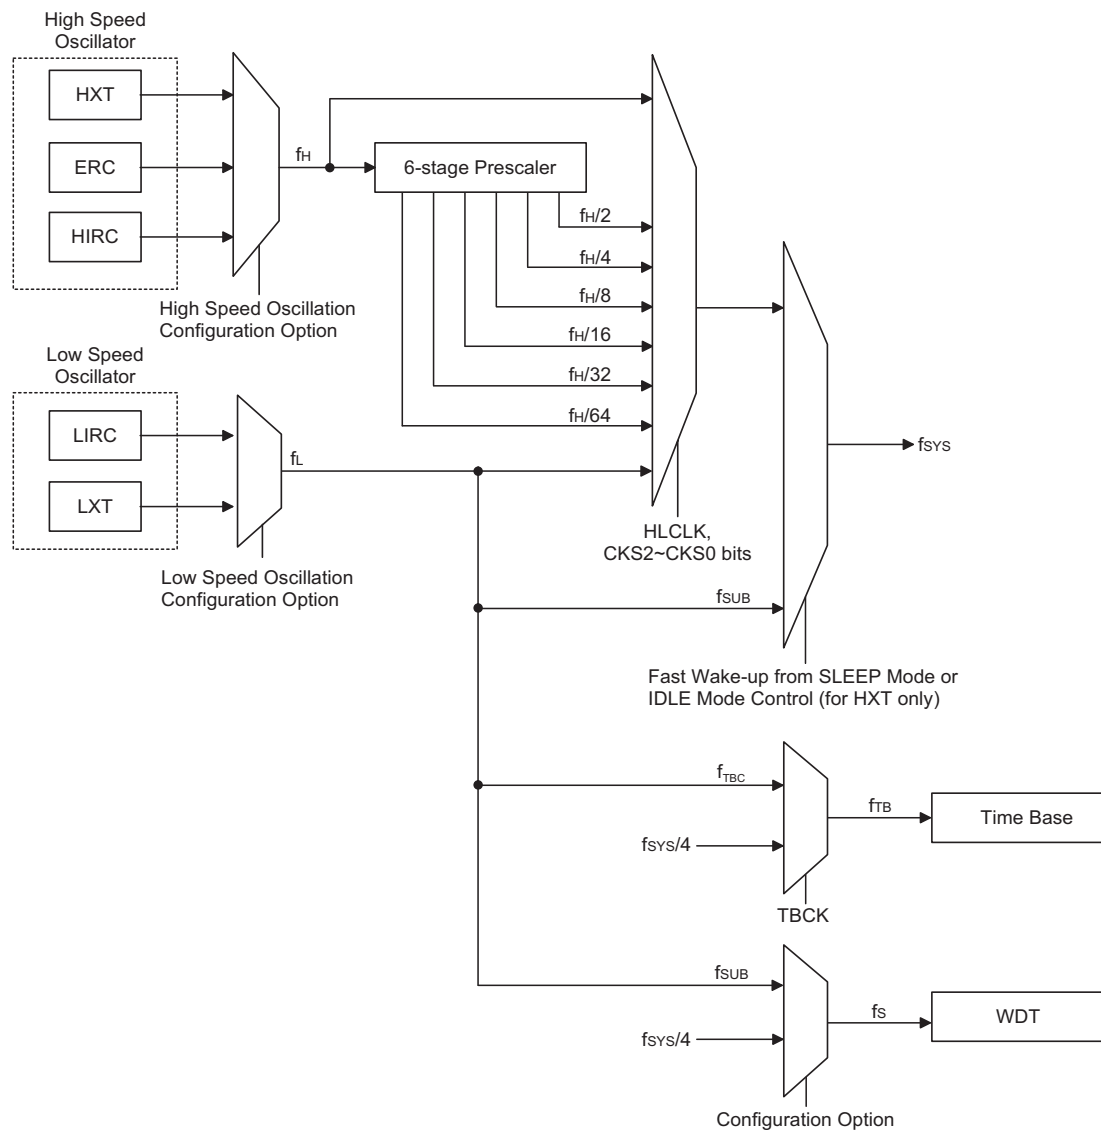 High Speed
Oscillator
HXT
ERC
HIRC
fH
6-stage Prescaler
fH/2
fH/4
fH/8
fH/16
fH/32
fH/64
High Speed Oscillation
Configuration Option
Low Speed
Oscillator
LIRC
LXT
fL
Low Speed Oscillation
Configuration Option
HLCLK,
CKS2~CKS0 bits
fSYS
fSUB
Fast Wake-up from SLEEP Mode or
IDLE Mode Control (for HXT only)
fTBC
fSYS/4
fTB
Time Base
TBCK
fSUB
fSYS/4
fS
WDT
Configuration Option